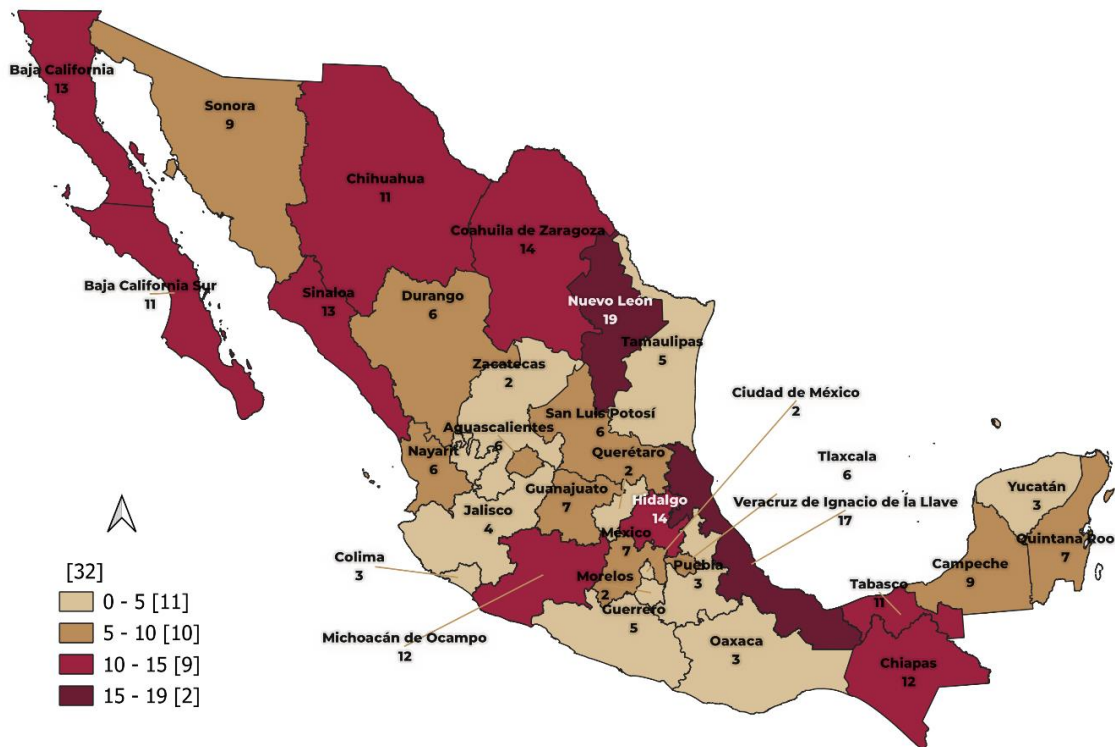 Baja California
13
Sonora
9
Chihuahua
11
Coahuila de Zaragoza
14
Baja California Sur
11
Sinaloa
13
Durango
6
Nuevo León
19
Tamaulipas
5
Zacatecas
2
Ciudad de México
2
San Luis Potosí
6
Aguascalientes
6
Nayarit
6
Querétaro
2
Tlaxcala
6
Yucatán
3
Guanajuato
7
Hidalgo
14
Veracruz de Ignacio de la Llave
17
Jalisco
4
México
7
Quintana Roo
7
Colima
3
Morelos
2
Puebla
3
Campeche
9
Tabasco
11
Guerrero
5
Michoacán de Ocampo
12
Oaxaca
3
Chiapas
12
[32]
0 - 5 [11]
5 - 10 [10]
10 - 15 [9]
15 - 19 [2]